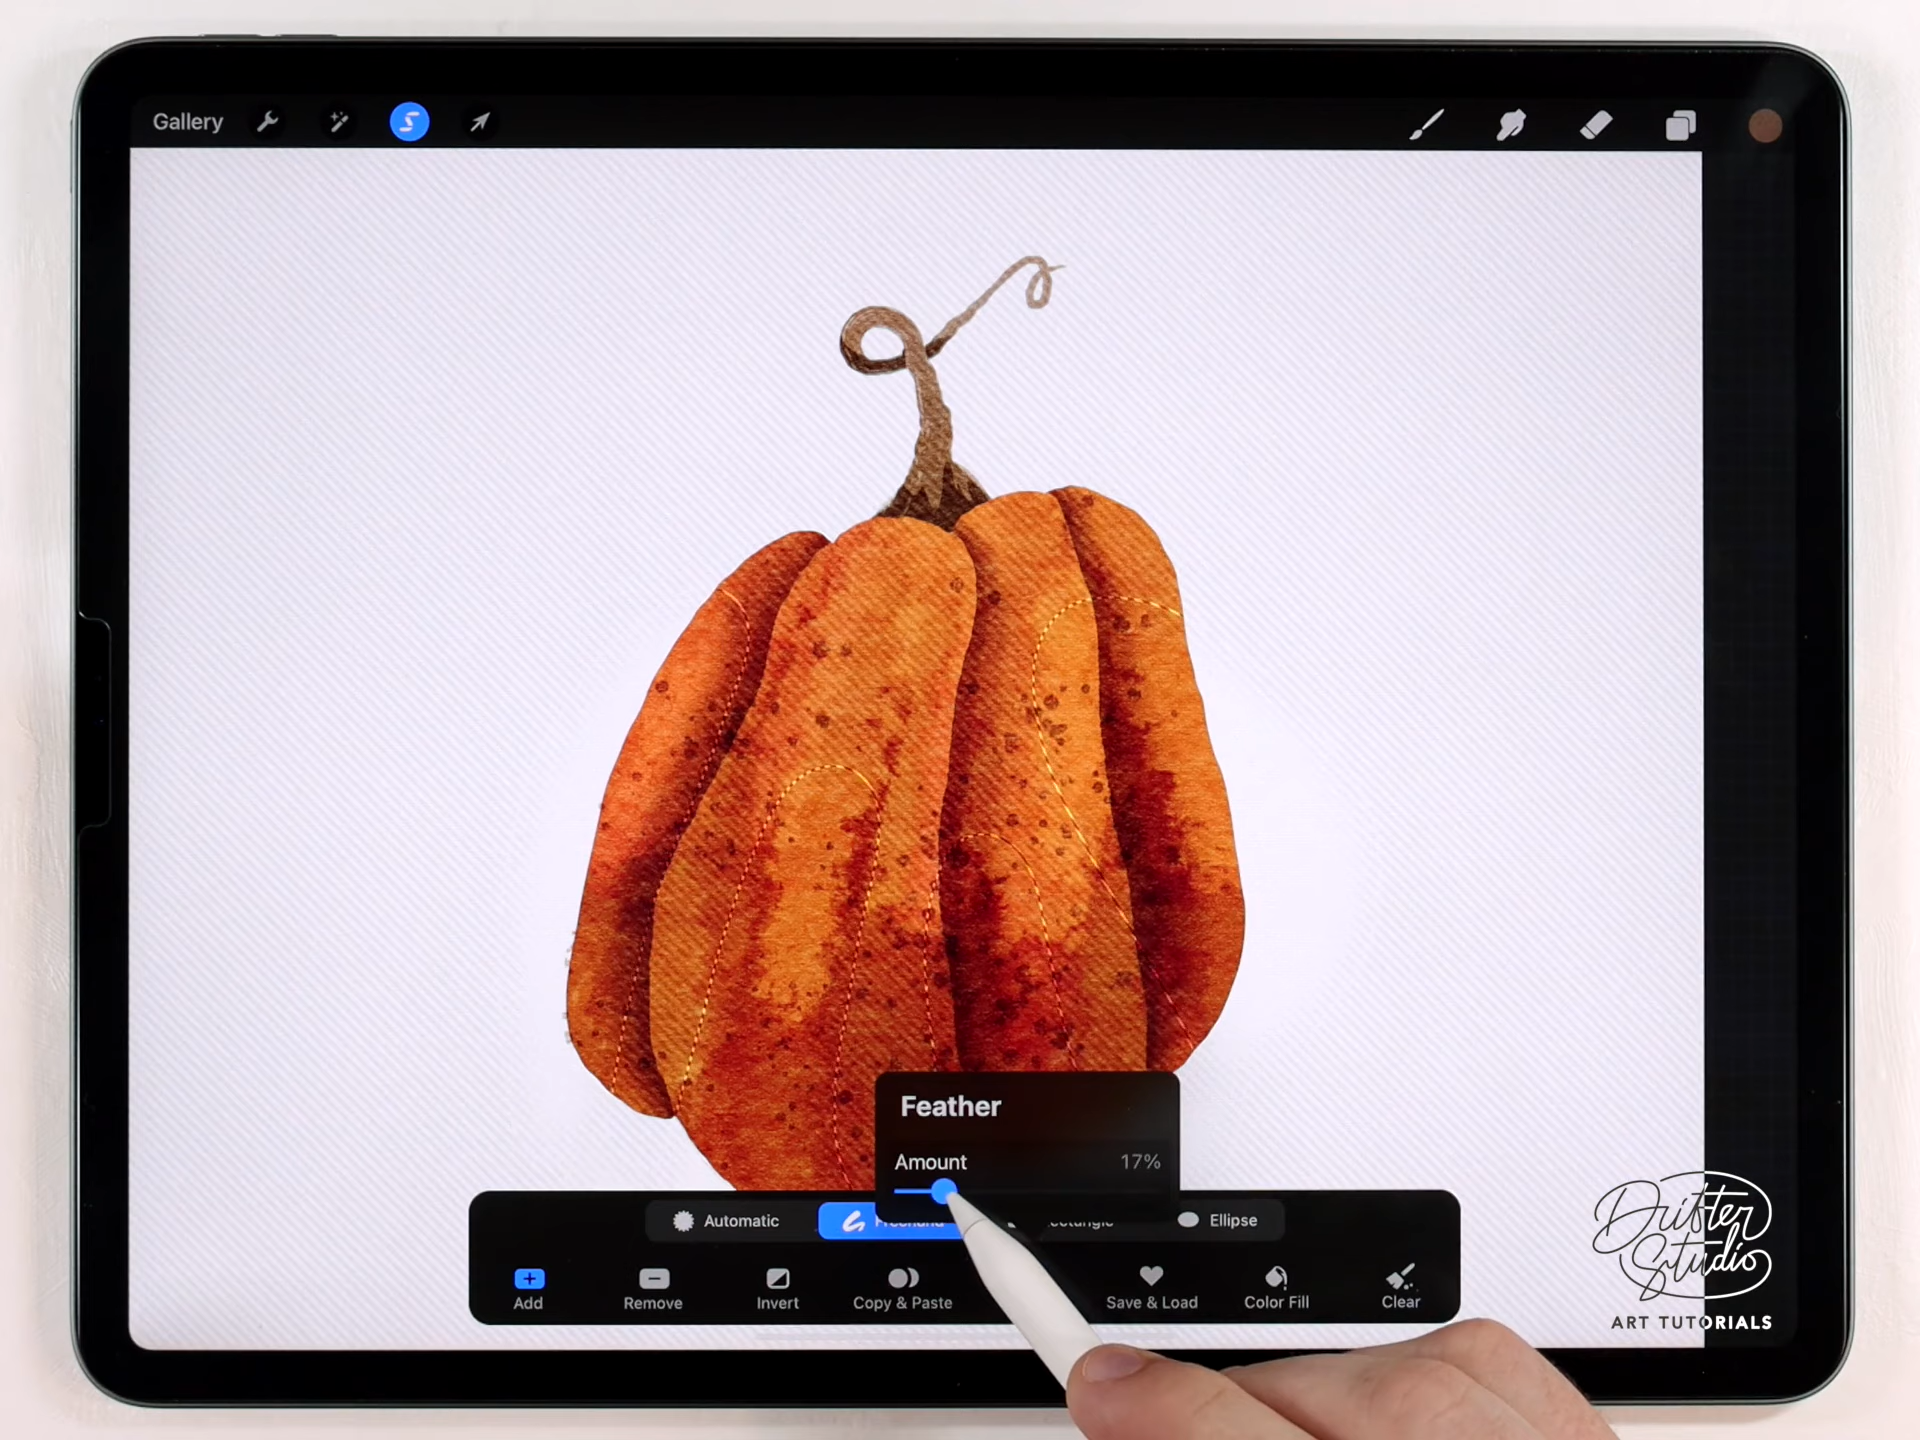 Gallery
Feather
Amount 17%
Automatic
Ellipse
Add Remove Invert Copy & Paste Save & Load Color Fill Clear
Drifter
Studio
ART TUTORIALS